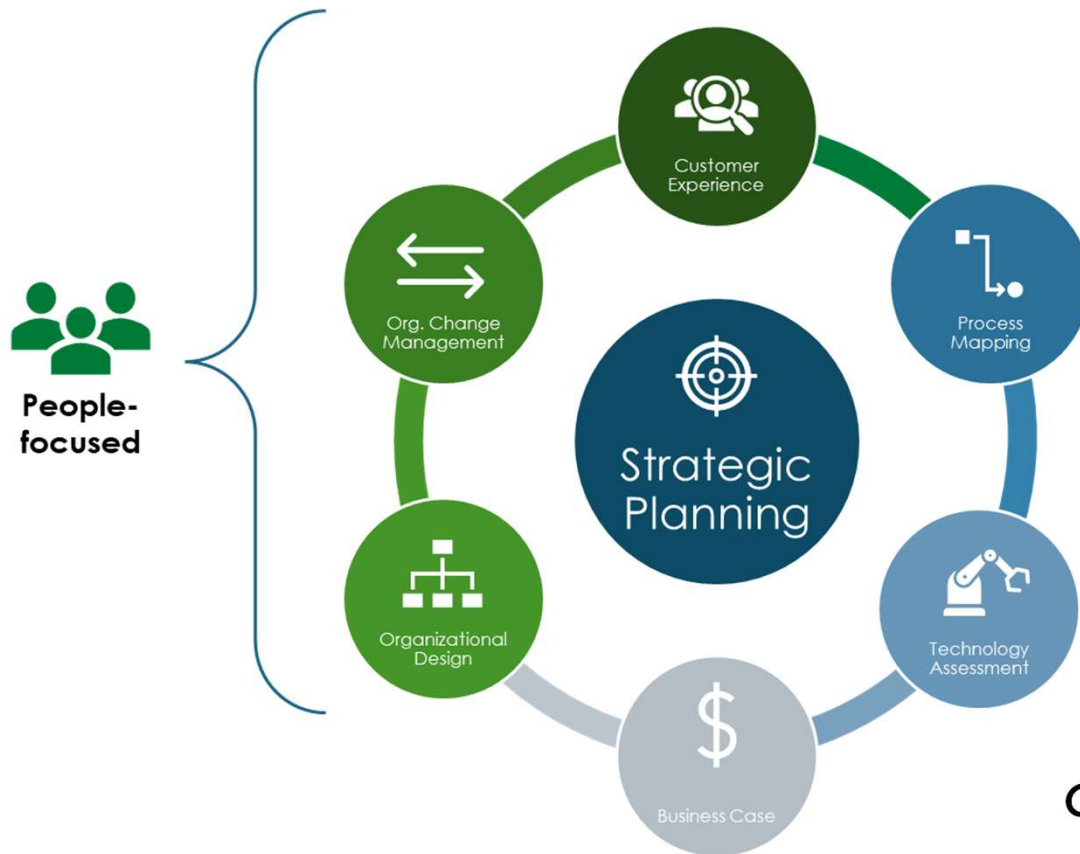 Customer
Experience
Org. Change
Management
Process
Mapping
People-
focused
Strategic
Planning
Organizational
Design
Technology
Assessment
$
Business Case